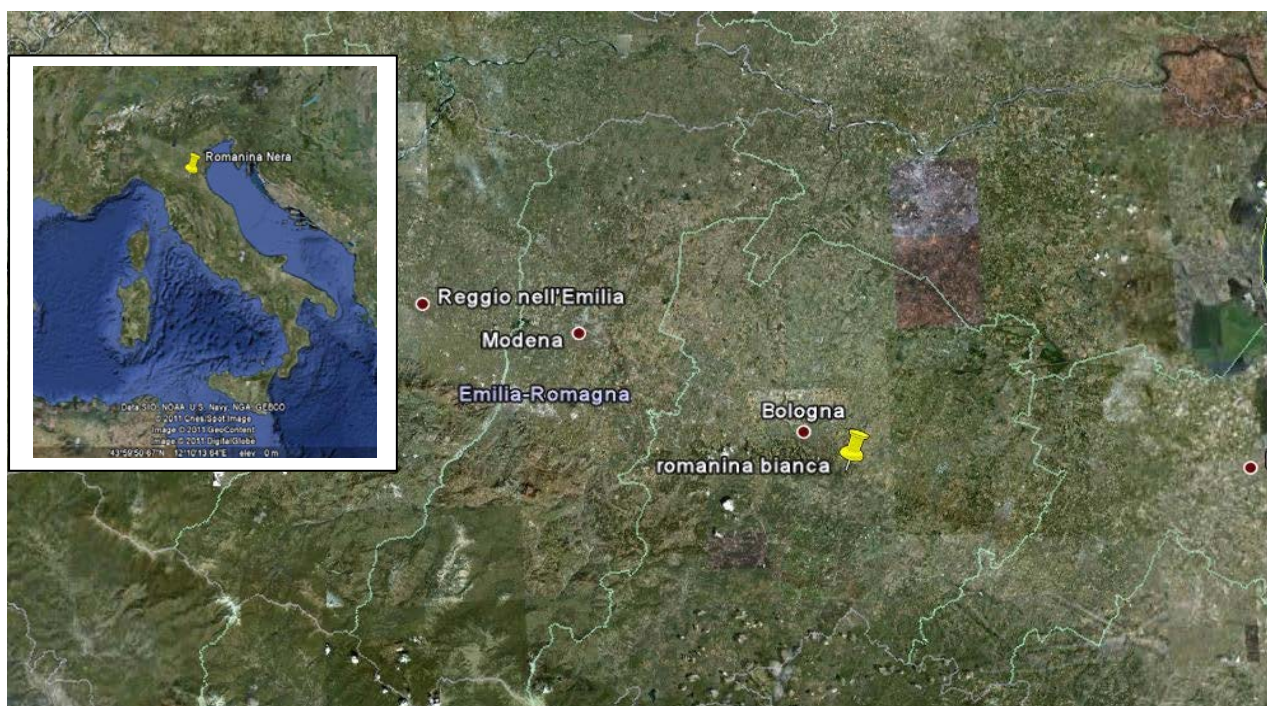 Romanina Nera
Data SIO, NOAA, U.S. Navy, NGA, GEBCO
© 2011 Cnes/Spot Image
Image © 2011 GeoContent
Image © 2011 DigitalGlobe
43°59'50.67"N 12°10'13.64"E elev 0 m
Reggio nell'Emilia
Modena
Emilia-Romagna
Bologna
romanina bianca